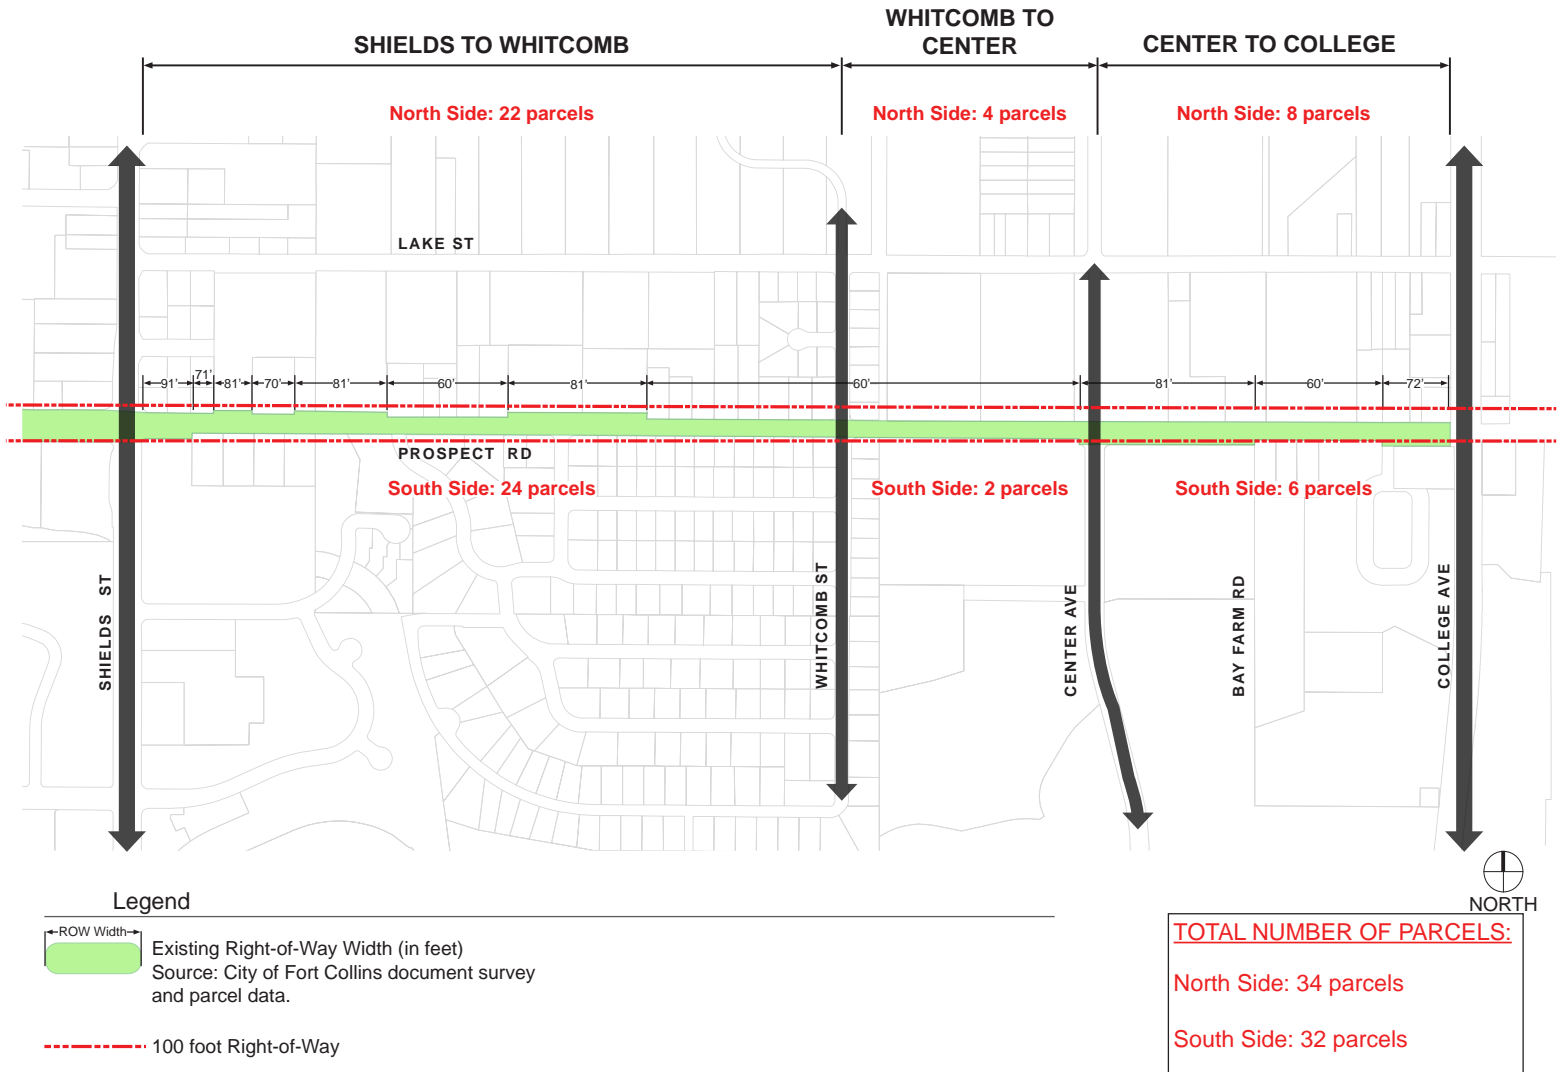 SHIELDS TO WHITCOMB
WHITCOMB TO
CENTER
CENTER TO COLLEGE
North Side: 22 parcels
North Side: 4 parcels
North Side: 8 parcels
LAKE ST
91'
71'
81'
70'
81'
60'
81'
60'
81'
60'
72'
PROSPECT RD
South Side: 24 parcels
South Side: 2 parcels
South Side: 6 parcels
SHIELDS ST
WHITCOMB ST
CENTER AVE
BAY FARM RD
COLLEGE AVE
NORTH
Legend
ROW Width
Existing Right-of-Way Width (in feet)
Source: City of Fort Collins document survey
and parcel data.
100 foot Right-of-Way
TOTAL NUMBER OF PARCELS:
North Side: 34 parcels
South Side: 32 parcels